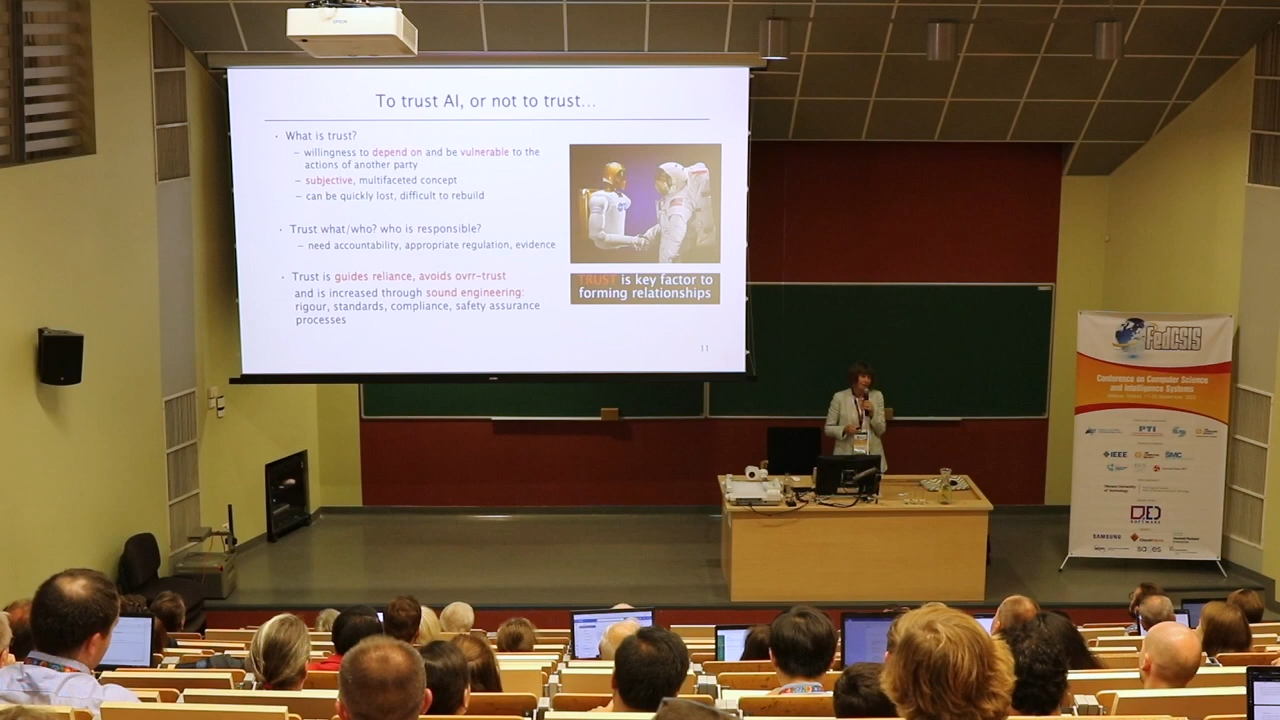 EPSON
To trust AI, or not to trust...
· What is trust?
– willingness to depend on and be vulnerable to the
actions of another party
– subjective, multifaceted concept
– can be quickly lost, difficult to rebuild
· Trust what/who? who is responsible?
– need accountability, appropriate regulation, evidence
· Trust is guides reliance, avoids ovrr-trust
and is increased through sound engineering:
rigour, standards, compliance, safety assurance
processes
TRUST is key factor to
forming relationships
11
FedCSIS
Conference on Computer Science
and Intelligence Systems
PTI
IEEE
SMC
SOFTWARE
SAMSUNG
sages